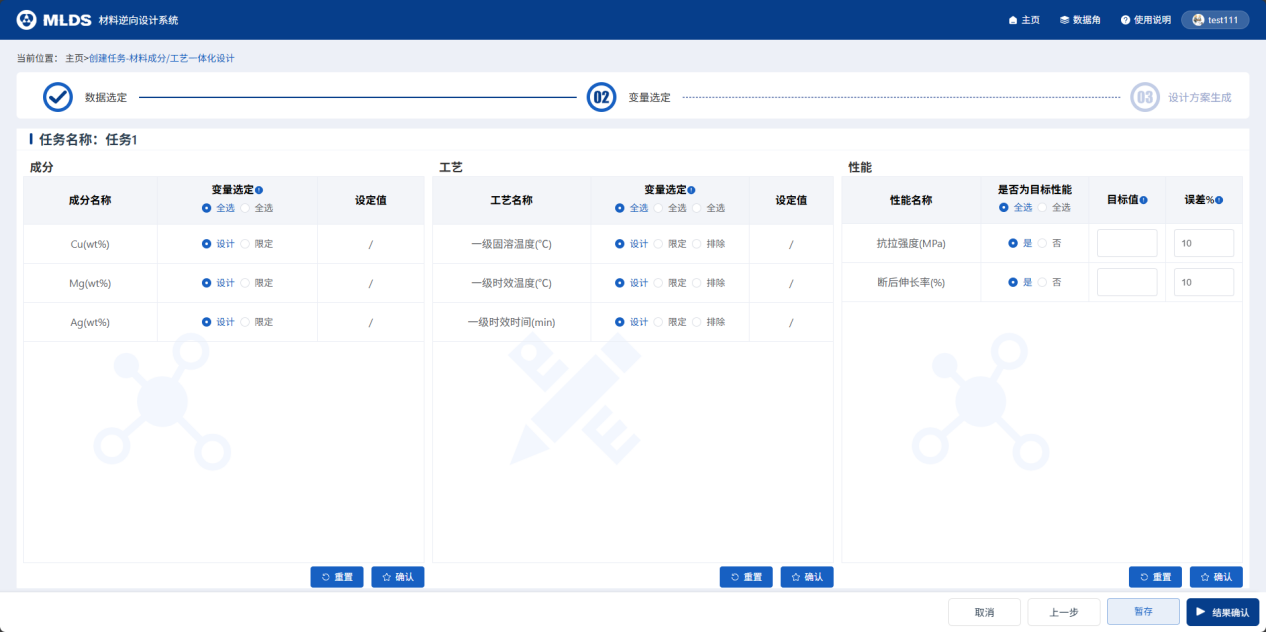 MLDS 材料逆向设计系统 主页 数据角 使用说明 test111
当前位置： 主页>创建任务-材料成分/工艺一体化设计
数据选定 02 变量选定 03 设计方案生成
任务名称：任务1
成分 工艺 性能
成分名称 变量选定 全选 全选 设定值
Cu(wt%) 设计 限定 /
Mg(wt%) 设计 限定 /
Ag(wt%) 设计 限定 /
工艺名称 变量选定 全选 全选 全选 设定值
一级固溶温度(℃) 设计 限定 排除 /
一级时效温度(℃) 设计 限定 排除 /
一级时效时间(min) 设计 限定 排除 /
性能名称 是否为目标性能 全选 全选 目标值 误差%
抗拉强度(MPa) 是 否 10
断后伸长率(%) 是 否 10
重置 确认 重置 确认 重置 确认
取消 上一步 暂存 结果确认